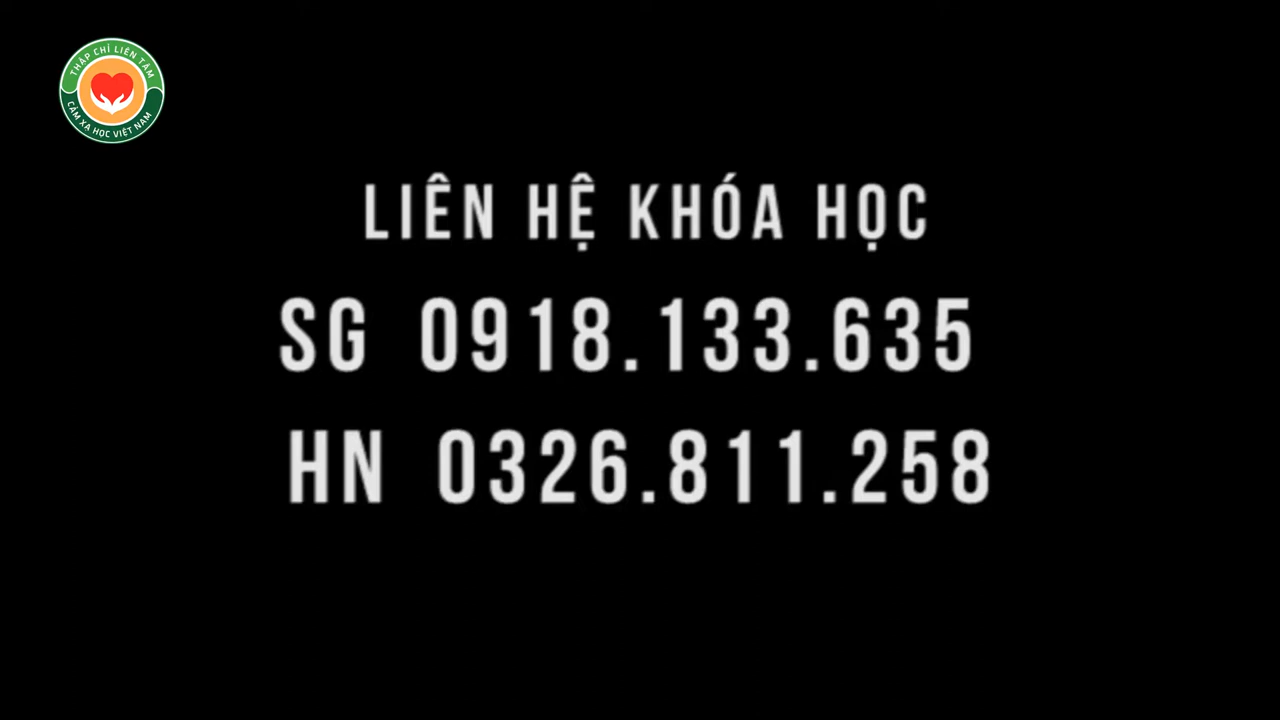 THẬP CHỈ LIÊN TÂM
CẢM XẠ HỌC VIỆT NAM
LIÊN HỆ KHÓA HỌC
SG 0918.133.635
HN 0326.811.258